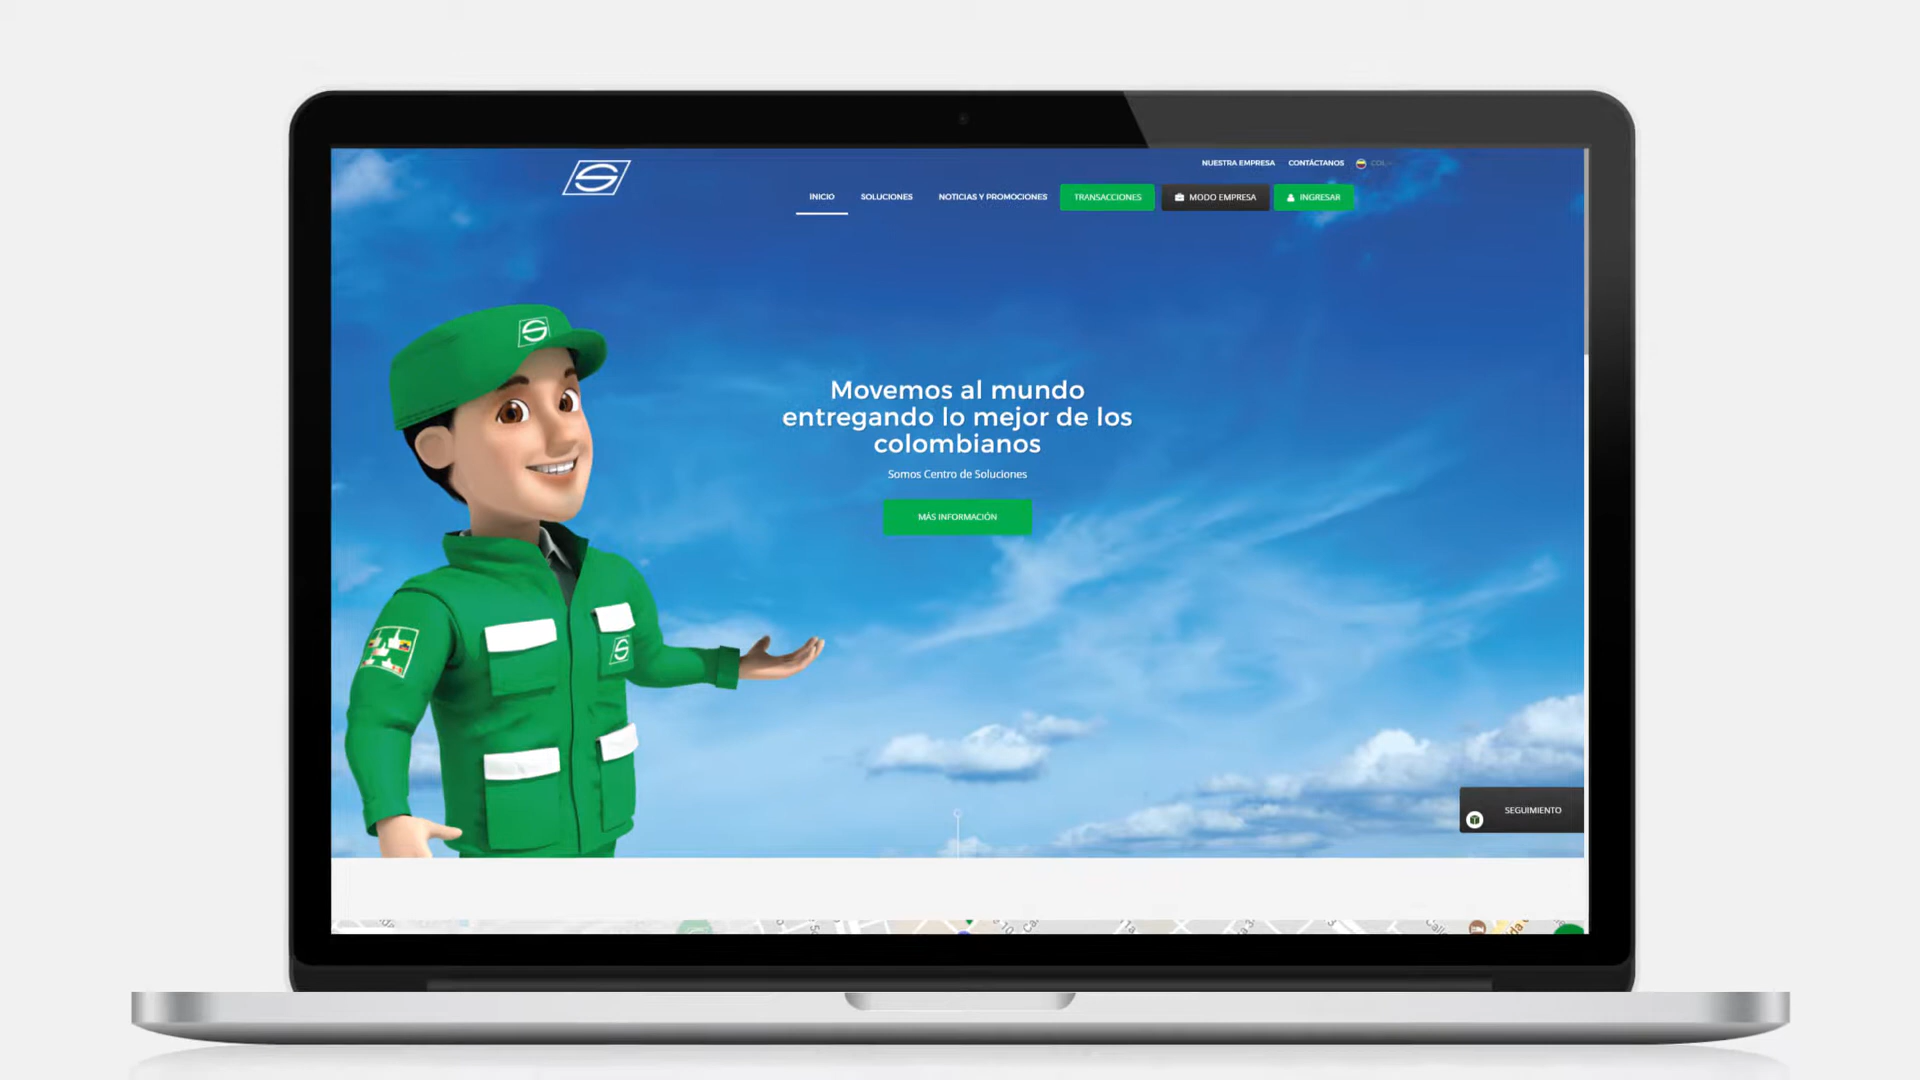 NUESTRA EMPRESA CONTÁCTANOS COL
INICIO SOLUCIONES NOTICIAS Y PROMOCIONES TRANSACCIONES MODO EMPRESA INGRESAR
Movemos al mundo
entregando lo mejor de los
colombianos
Somos Centro de Soluciones
MÁS INFORMACIÓN
SEGUIMIENTO